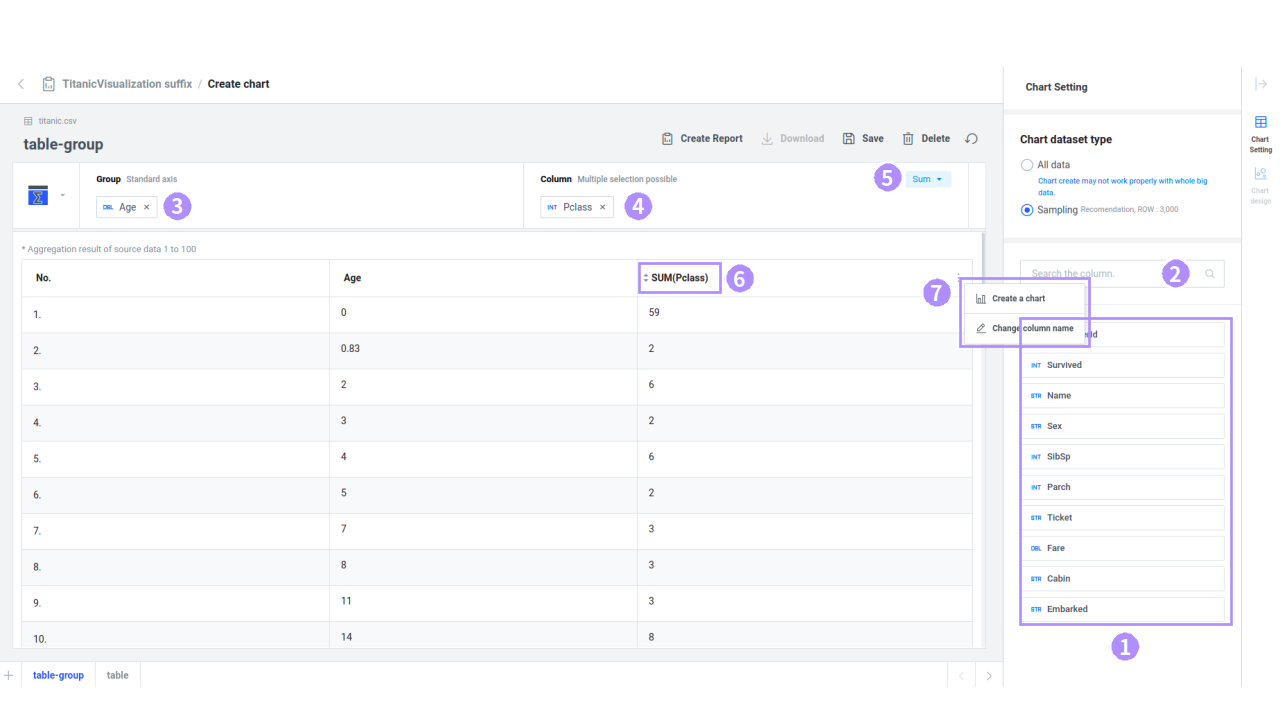 TitanicVisualization suffix / Create chart
Chart Setting
titanic.csv
table-group
Create Report
Download
Save
Delete
Group Standard axis
DBL Age ×
3
Column Multiple selection possible
INT Pclass ×
4
5
Sum
* Aggregation result of source data 1 to 100
No. Age SUM(Pclass)
6
7
1. 0 59
2. 0.83 2
3. 2 6
4. 3 2
5. 4 6
6. 5 2
7. 7 3
8. 8 3
9. 11 3
10. 14 8
Create a chart
Change column name
table-group
table
Chart dataset type
All data
Chart create may not work properly with whole big
data.
Sampling Recomendation, ROW : 3,000
Search the column.
2
INT Survived
STR Name
STR Sex
INT SibSp
INT Parch
STR Ticket
DBL Fare
STR Cabin
STR Embarked
1
Chart
Setting
Chart
design